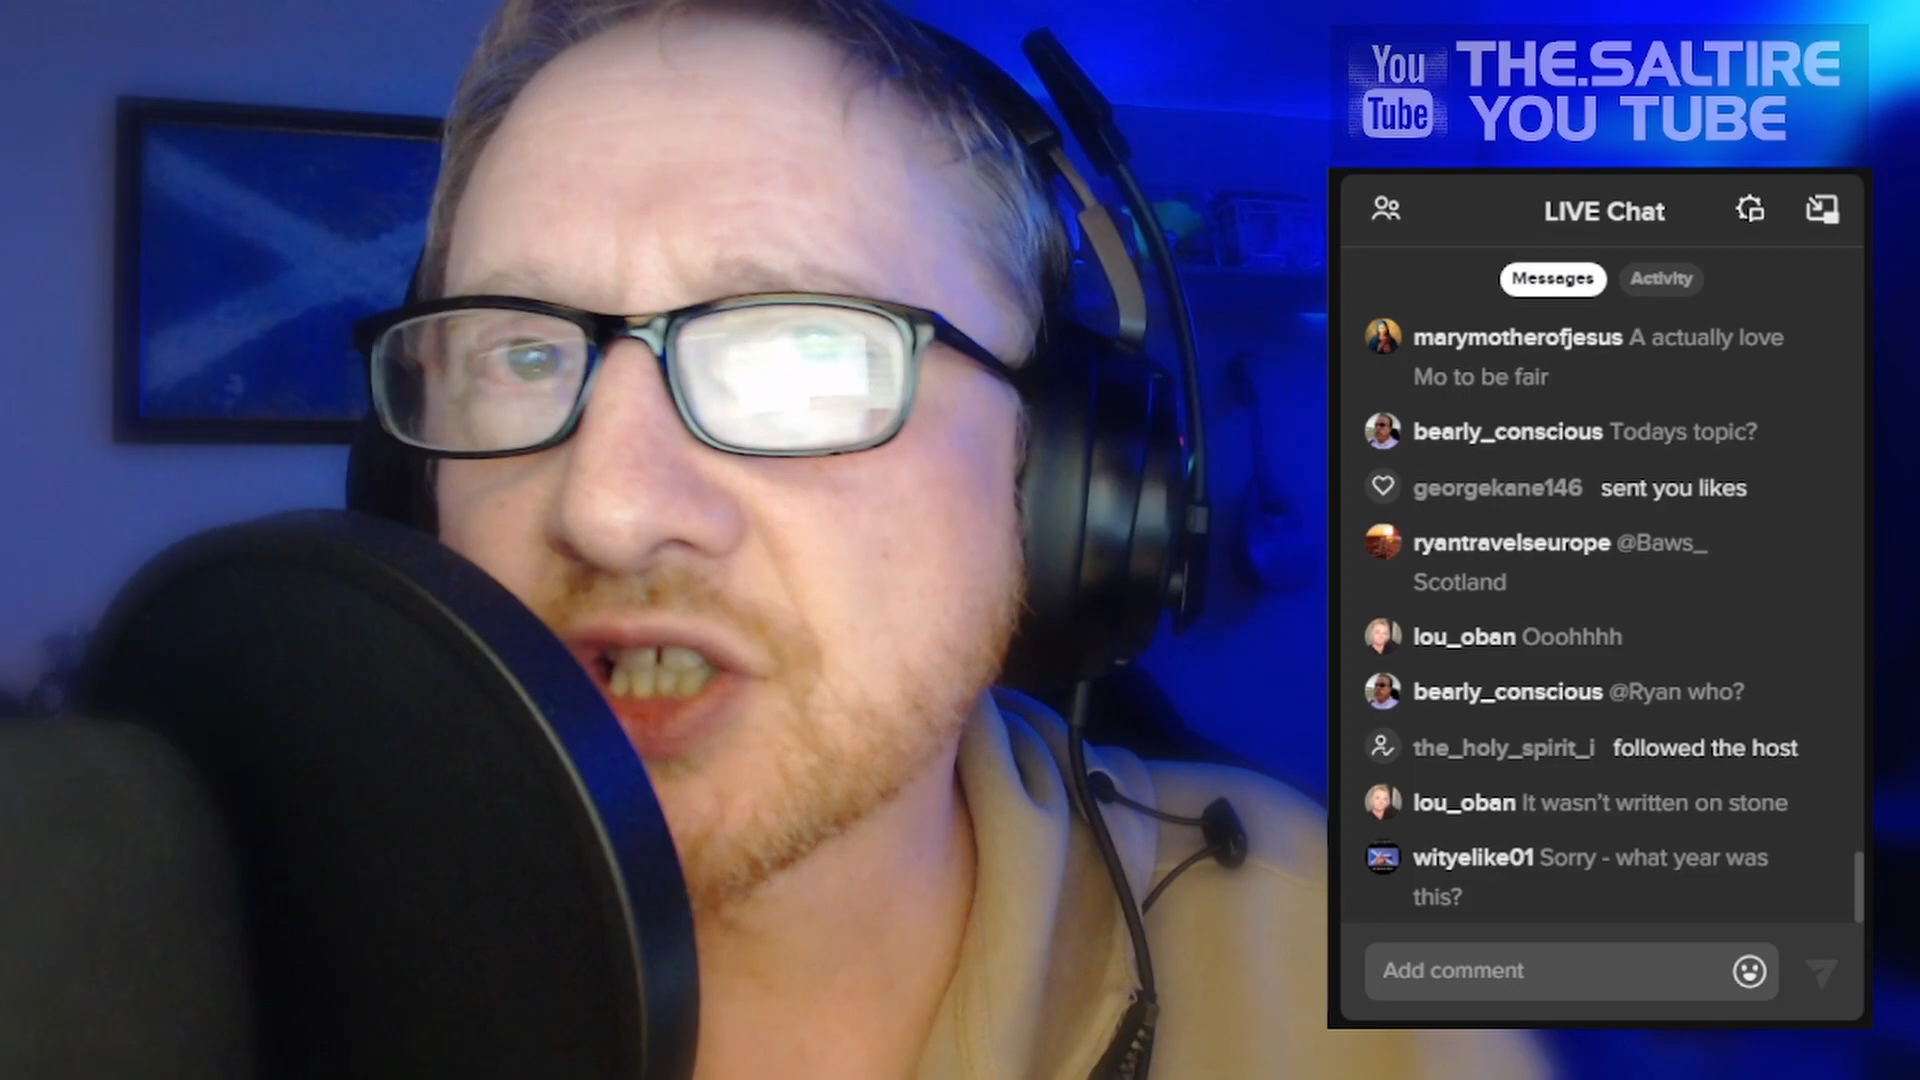 You
Tube
THE.SALTIRE
YOU TUBE
LIVE Chat
Messages Activity
marymotherofjesus A actually love
Mo to be fair
bearly_conscious Todays topic?
georgekane146 sent you likes
ryantravelseurope @Baws_
Scotland
lou_oban Ooohhhh
bearly_conscious @Ryan who?
the_holy_spirit_i followed the host
lou_oban It wasn't written on stone
wityelike01 Sorry - what year was
this?
Add comment